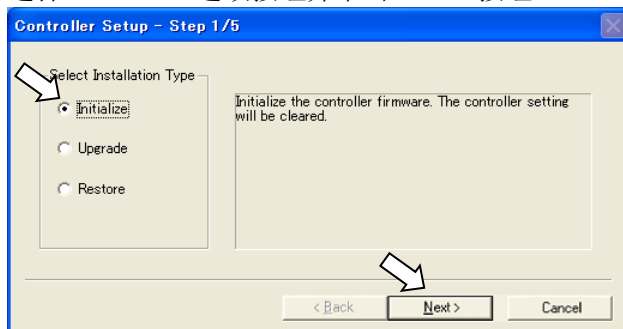 Controller Setup - Step 1/5
Select Installation Type
Initialize
Initialize the controller firmware. The controller setting
will be cleared.
Upgrade
Restore
< Back
Next >
Cancel